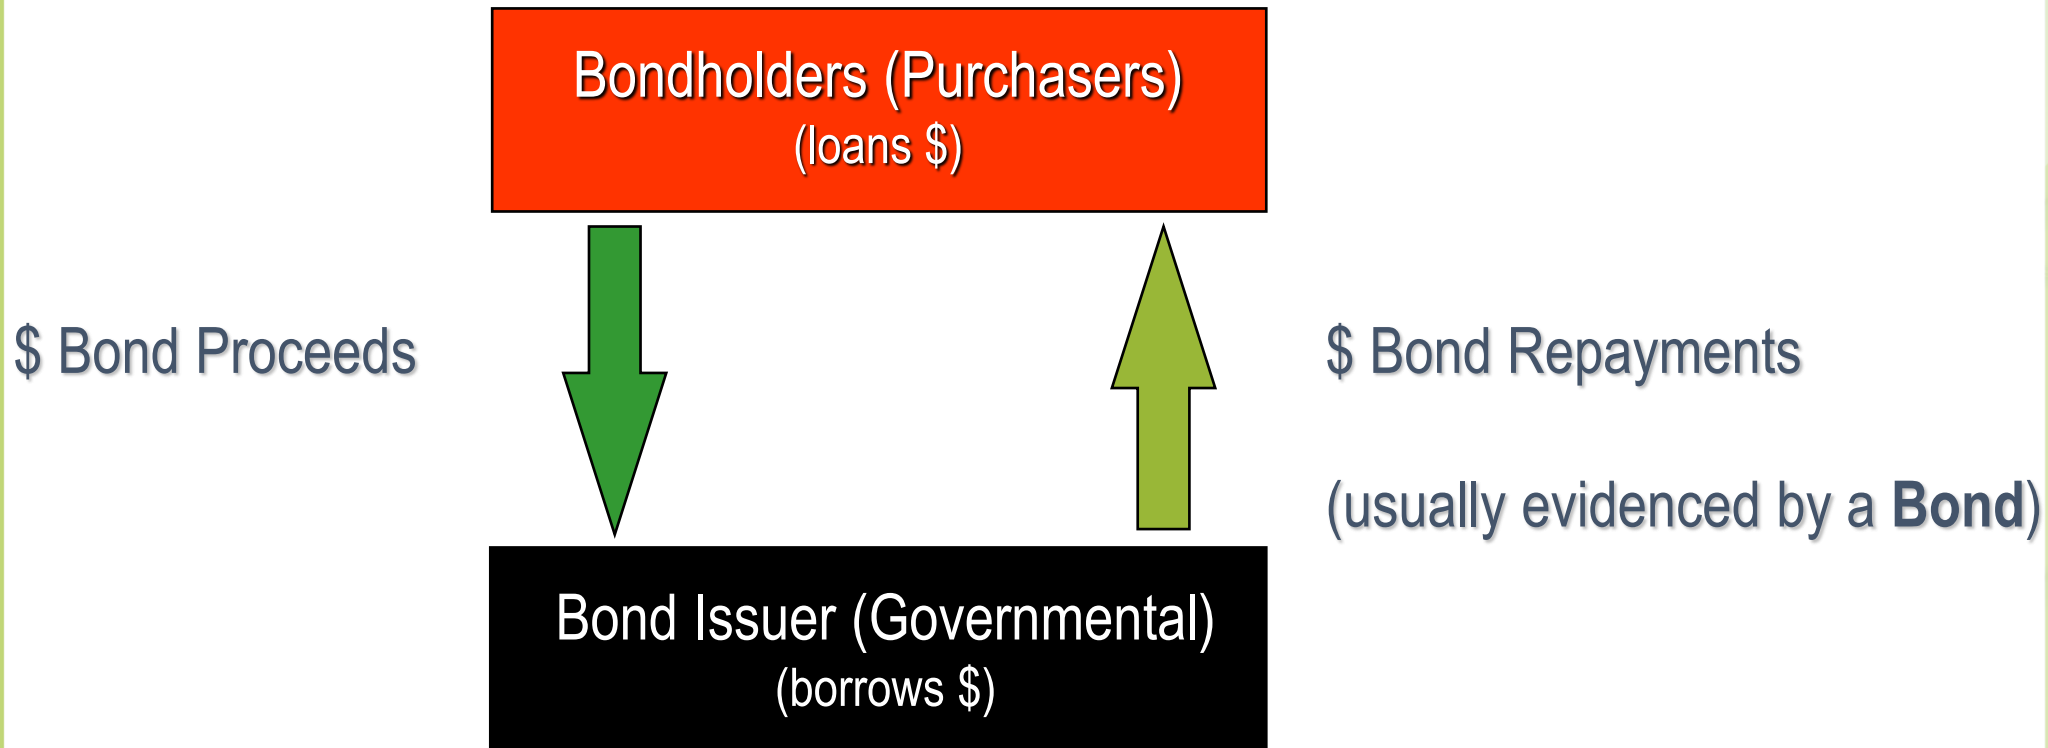 Bondholders (Purchasers)
(loans $)
$ Bond Proceeds
$ Bond Repayments
(usually evidenced by a Bond)
Bond Issuer (Governmental)
(borrows $)